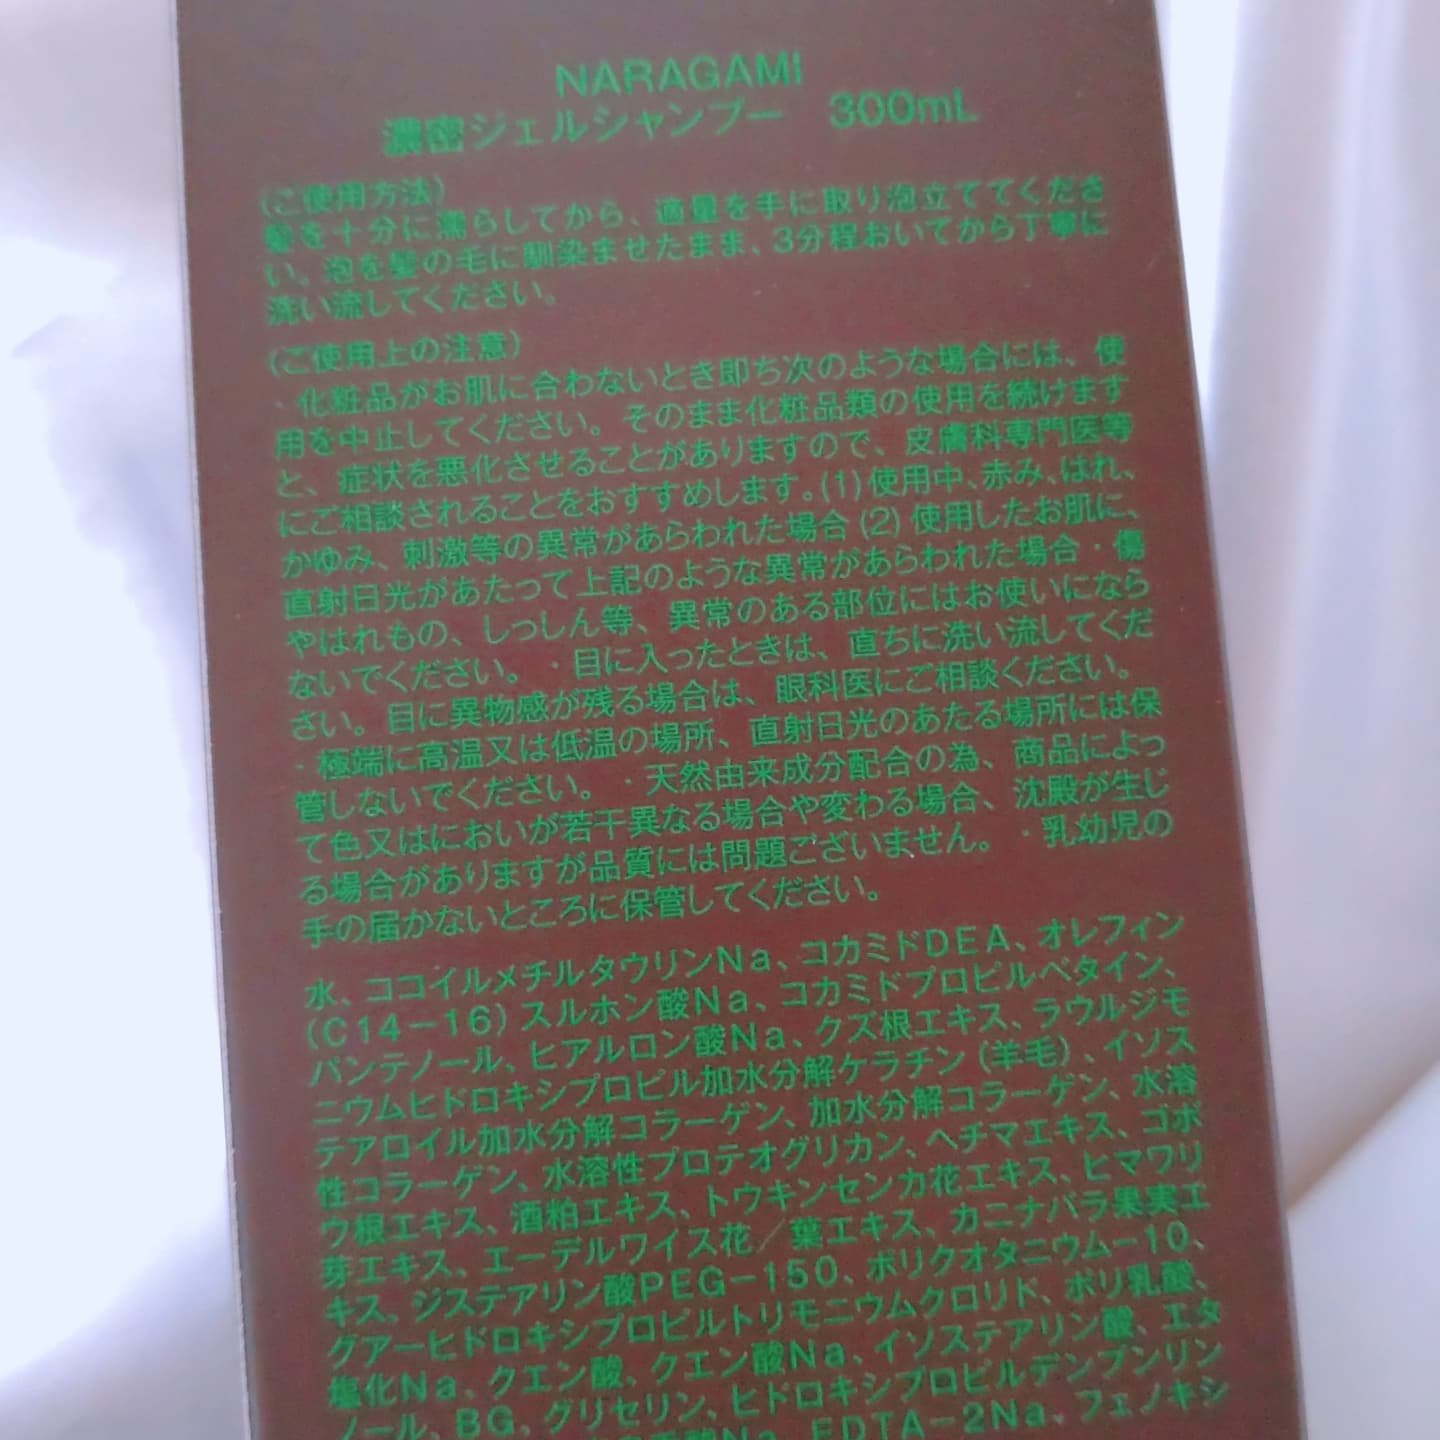 NARAGAMI
濃密ジェルシャンプー 300mL
(ご使用方法)
髪を十分に濡らしてから、適量を手に取り泡立ててくださ
い。泡を髪の毛に馴染ませたまま、3分程おいてから丁寧に
洗い流してください。
(ご使用上の注意)
・化粧品がお肌に合わないとき即ち次のような場合には、使
用を中止してください。そのまま化粧品類の使用を続けます
と、症状を悪化させることがありますので、皮膚科専門医等
にご相談されることをおすすめします。(1)使用中、赤み、はれ、
かゆみ、刺激等の異常があらわれた場合(2)使用したお肌に、
直射日光があたって上記のような異常があらわれた場合・傷
やはれもの、しっしん等、異常のある部位にはお使いになら
ないでください。 ・目に入ったときは、直ちに洗い流してくだ
さい。目に異物感が残る場合は、眼科医にご相談ください。
・極端に高温又は低温の場所、直射日光のあたる場所には保
管しないでください。 ・天然由来成分配合の為、商品によっ
て色又はにおいが若干異なる場合や変わる場合、沈殿が生じ
る場合がありますが品質には問題ございません。 ・乳幼児の
手の届かないところに保管してください。
水、ココイルメチルタウリンNa、コカミドDEA、オレフィン
(C14-16)スルホン酸Na、コカミドプロピルベタイン、
パンテノール、ヒアルロン酸Na、クズ根エキス、ラウルジモ
ニウムヒドロキシプロピル加水分解ケラチン(羊毛)、イソス
テアロイル加水分解コラーゲン、加水分解コラーゲン、水溶
性コラーゲン、水溶性プロテオグリカン、ヘチマエキス、ゴボ
ウ根エキス、酒粕エキス、トウキンセンカ花エキス、ヒマワリ
芽エキス、エーデルワイス花/葉エキス、カニナバラ果実エ
キス、ジステアリン酸PEG-150、ポリクオタニウム-10、
グアーヒドロキシプロピルトリモニウムクロリド、ポリ乳酸、
塩化Na、クエン酸、クエン酸Na、イソステアリン酸、エタ
ノール、BG、グリセリン、ヒドロキシプロピルデンプンリン
酸Na、EDTA-2Na、フェノキシ